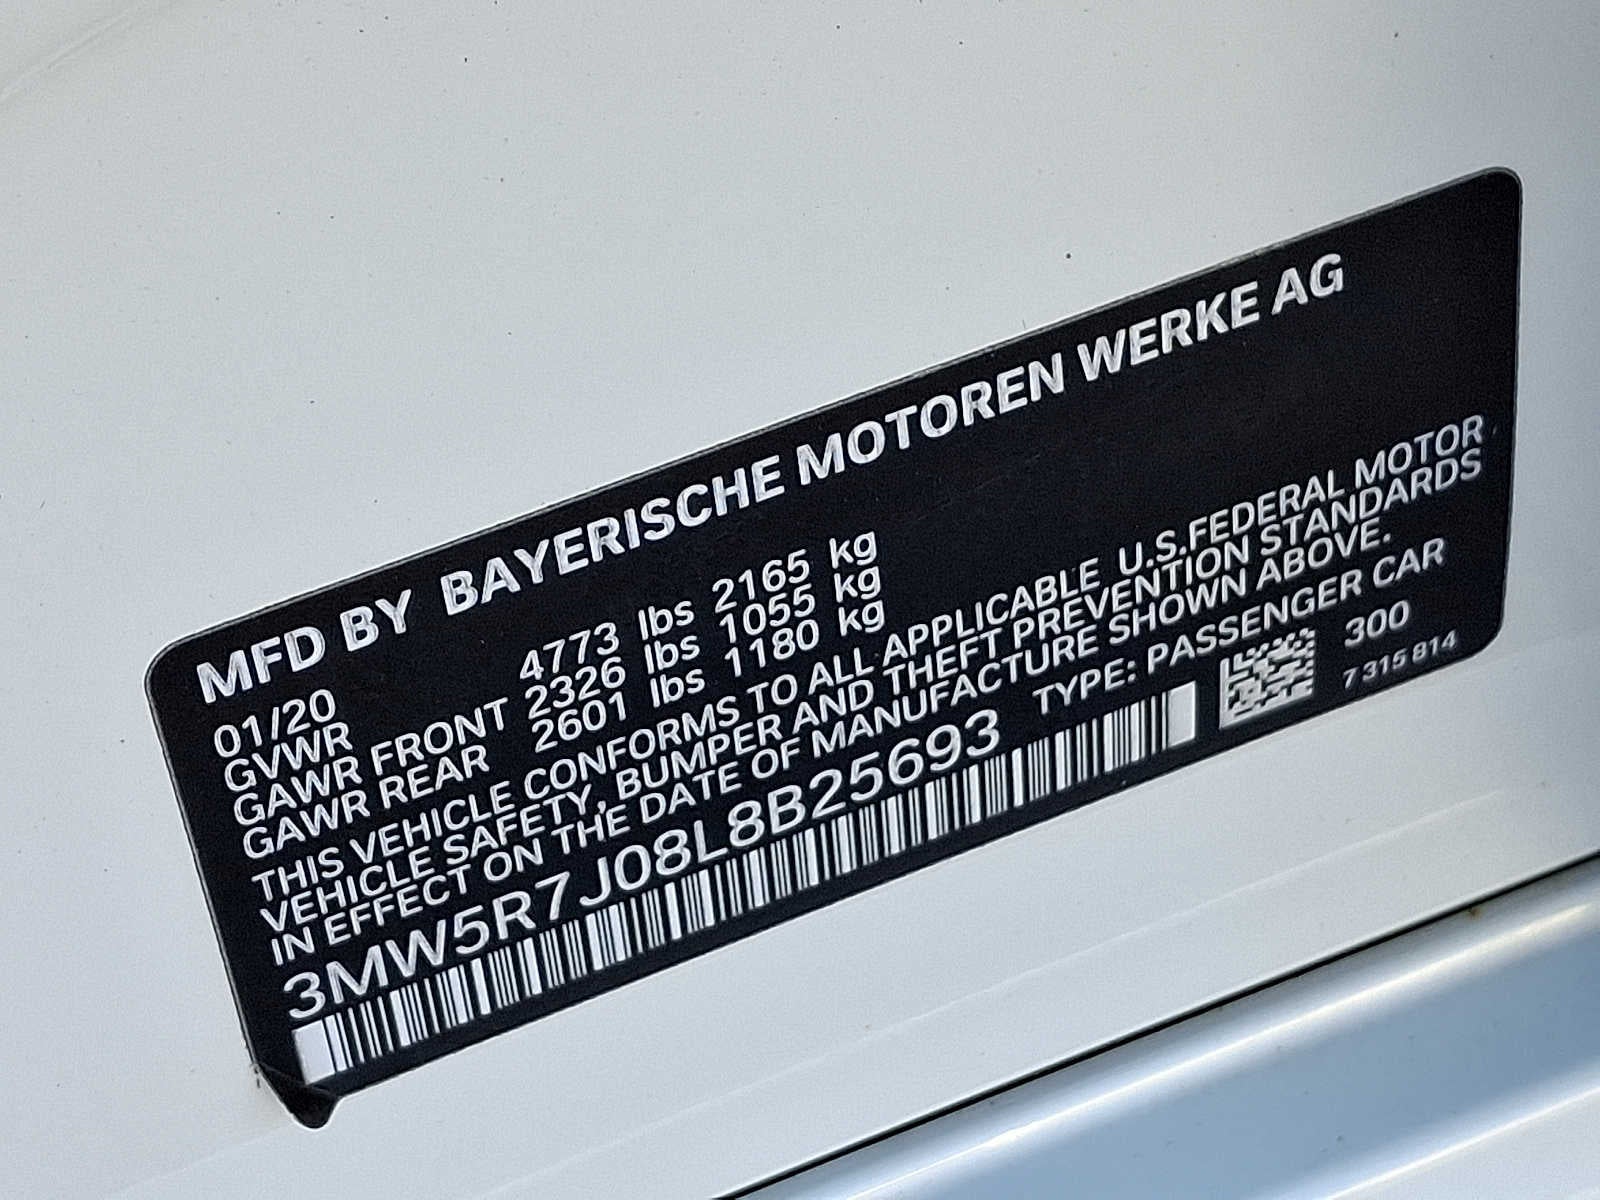 MFD BY BAYERISCHE MOTOREN WERKE AG
01/20
GVWR 4773 lbs 2165 kg
GAWR FRONT 2326 lbs 1055 kg
GAWR REAR 2601 lbs 1180 kg
THIS VEHICLE CONFORMS TO ALL APPLICABLE U.S.FEDERAL MOTOR
VEHICLE SAFETY, BUMPER AND THEFT PREVENTION STANDARDS
IN EFFECT ON THE DATE OF MANUFACTURE SHOWN ABOVE.
3MW5R7J08L8B25693 TYPE: PASSENGER CAR
300
7 315 814